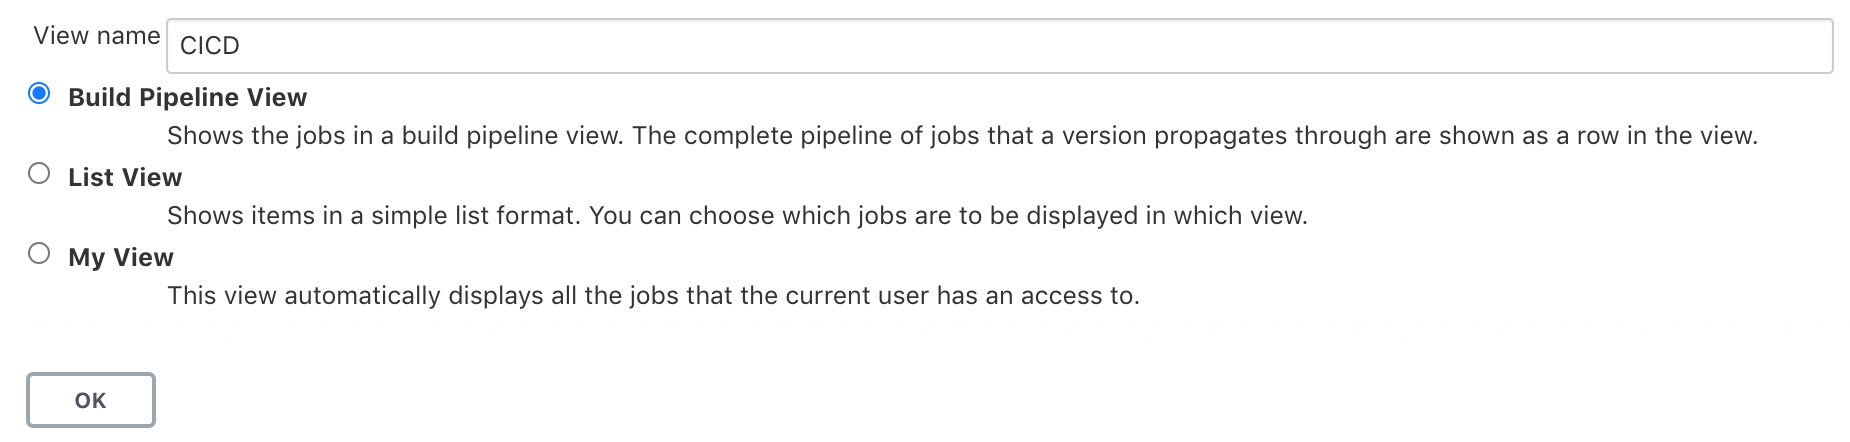 View name CICD
Build Pipeline View
Shows the jobs in a build pipeline view. The complete pipeline of jobs that a version propagates through are shown as a row in the view.
List View
Shows items in a simple list format. You can choose which jobs are to be displayed in which view.
My View
This view automatically displays all the jobs that the current user has an access to.
OK